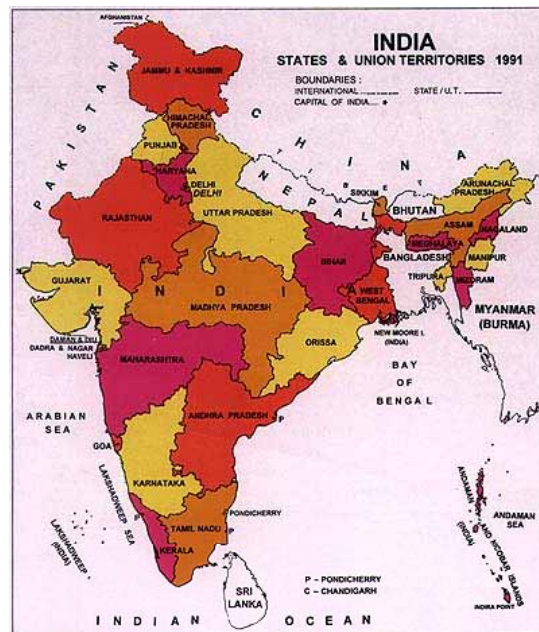 INDIA
STATES & UNION TERRITORIES 1991
BOUNDARIES :
INTERNATIONAL
STATE / U.T.
CAPITAL OF INDIA
AFGHANISTAN
PAKISTAN
CHINA
TIBET
NEPAL
JAMMU & KASHMIR
HIMACHAL
PRADESH
PUNJAB
HARYANA
DELHI
DELHI
RAJASTHAN
UTTAR PRADESH
SIKKIM
BHUTAN
ARUNACHAL
PRADESH
ASSAM
NAGALAND
MEGHALAYA
MANIPUR
BANGLADESH
TRIPURA
MIZORAM
BIHAR
WEST
BENGAL
GUJARAT
INDIA
MADHYA PRADESH
MYANMAR
(BURMA)
NEW MOORE I.
(INDIA)
DAMAN & DIU
DADRA & NAGAR
HAVELI
MAHARASHTRA
ORISSA
BAY
OF
BENGAL
ARABIAN
SEA
ANDHRA PRADESH
P
GOA
KARNATAKA
LAKSHADWEEP SEA
LAKSHADWEEP
(INDIA)
PONDICHERRY
P
TAMIL NADU
KERALA
SRI
LANKA
ANDAMAN
AND NICOBAR ISLANDS
(INDIA)
ANDAMAN
SEA
INDIRA POINT
P – PONDICHERRY
C – CHANDIGARH
INDIAN OCEAN